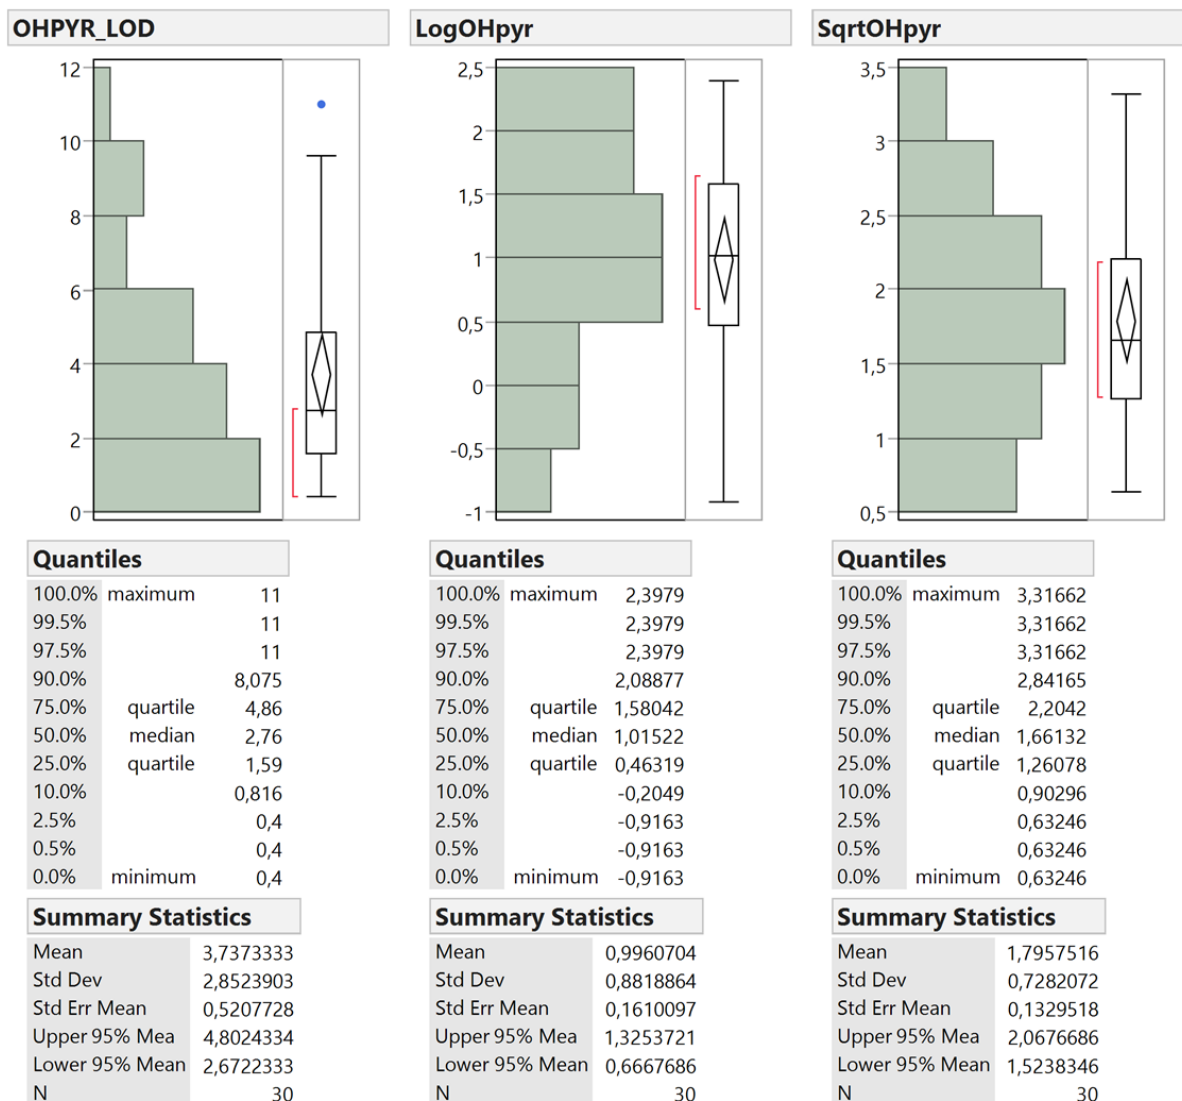 OHPYR_LOD
12
10
8
6
4
2
0
Quantiles
100.0% maximum 11
99.5% 11
97.5% 11
90.0% 8,075
75.0% quartile 4,86
50.0% median 2,76
25.0% quartile 1,59
10.0% 0,816
2.5% 0,4
0.5% 0,4
0.0% minimum 0,4
Summary Statistics
Mean 3,7373333
Std Dev 2,8523903
Std Err Mean 0,5207728
Upper 95% Mea 4,8024334
Lower 95% Mean 2,6722333
N 30
LogOHpyr
2,5
2
1,5
1
0,5
0
-0,5
-1
Quantiles
100.0% maximum 2,3979
99.5% 2,3979
97.5% 2,3979
90.0% 2,08877
75.0% quartile 1,58042
50.0% median 1,01522
25.0% quartile 0,46319
10.0% -0,2049
2.5% -0,9163
0.5% -0,9163
0.0% minimum -0,9163
Summary Statistics
Mean 0,9960704
Std Dev 0,8818864
Std Err Mean 0,1610097
Upper 95% Mea 1,3253721
Lower 95% Mean 0,6667686
N 30
SqrtOHpyr
3,5
3
2,5
2
1,5
1
0,5
Quantiles
100.0% maximum 3,31662
99.5% 3,31662
97.5% 3,31662
90.0% 2,84165
75.0% quartile 2,2042
50.0% median 1,66132
25.0% quartile 1,26078
10.0% 0,90296
2.5% 0,63246
0.5% 0,63246
0.0% minimum 0,63246
Summary Statistics
Mean 1,7957516
Std Dev 0,7282072
Std Err Mean 0,1329518
Upper 95% Mea 2,0676686
Lower 95% Mean 1,5238346
N 30